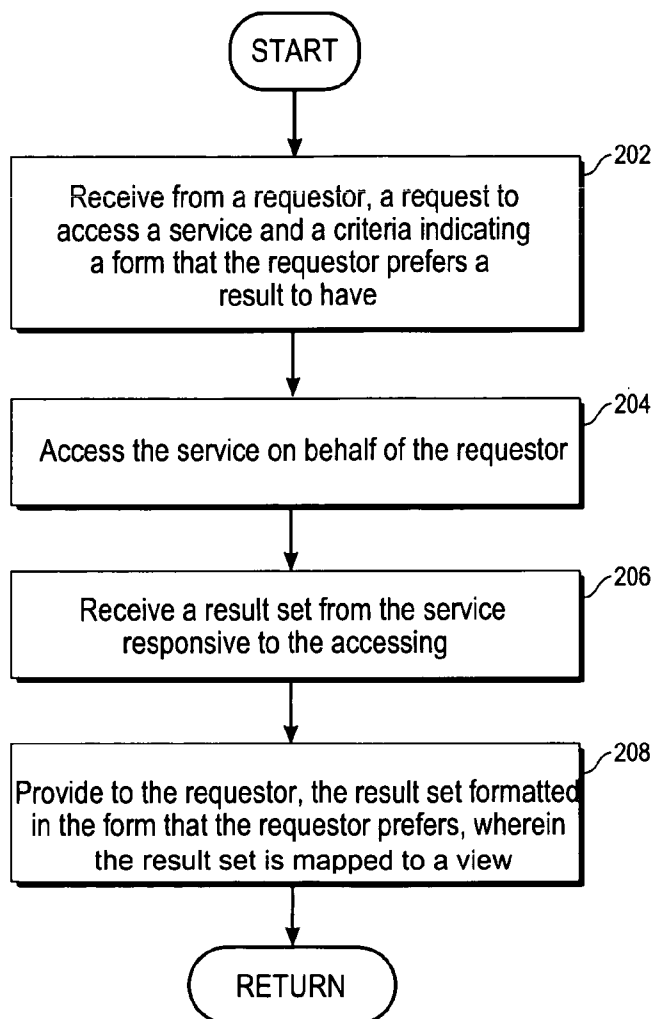 START
202
Receive from a requestor, a request to
access a service and a criteria indicating
a form that the requestor prefers a
result to have
204
Access the service on behalf of the requestor
206
Receive a result set from the service
responsive to the accessing
208
Provide to the requestor, the result set formatted
in the form that the requestor prefers, wherein
the result set is mapped to a view
RETURN